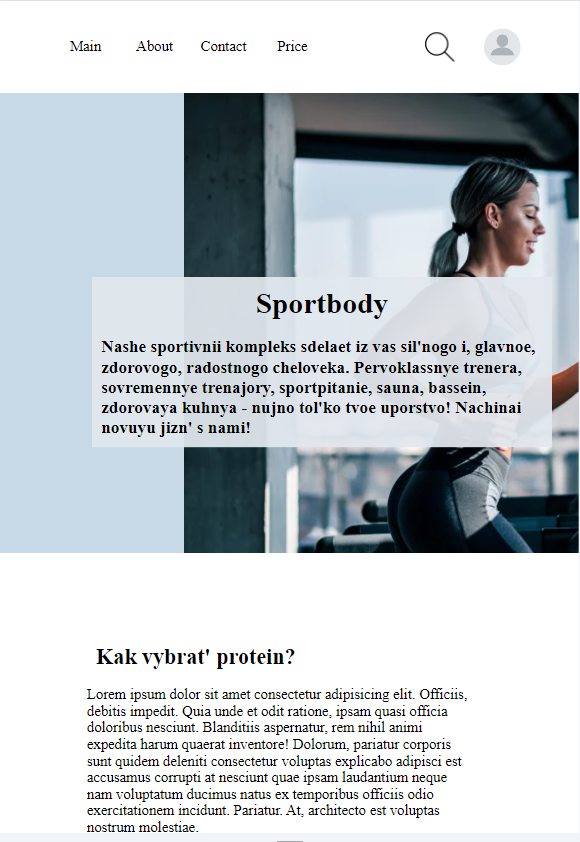 Main About Contact Price
Sportbody
Nashe sportivnii kompleks sdelaet iz vas sil'nogo i, glavnoe,
zdorovogo, radostnogo cheloveka. Pervoklassnye trenera,
sovremennye trenajory, sportpitanie, sauna, bassein,
zdorovaya kuhnya - nujno tol'ko tvoe uporstvo! Nachinai
novuyu jizn' s nami!
Kak vybrat' protein?
Lorem ipsum dolor sit amet consectetur adipisicing elit. Officiis,
debitis impedit. Quia unde et odit ratione, ipsam quasi officia
doloribus nesciunt. Blanditiis aspernatur, rem nihil animi
expedita harum quaerat inventore! Dolorum, pariatur corporis
sunt quidem deleniti consectetur voluptas explicabo adipisci est
accusamus corrupti at nesciunt quae ipsam laudantium neque
nam voluptatum ducimus natus ex temporibus officiis odio
exercitationem incidunt. Pariatur. At, architecto est voluptas
nostrum molestiae.